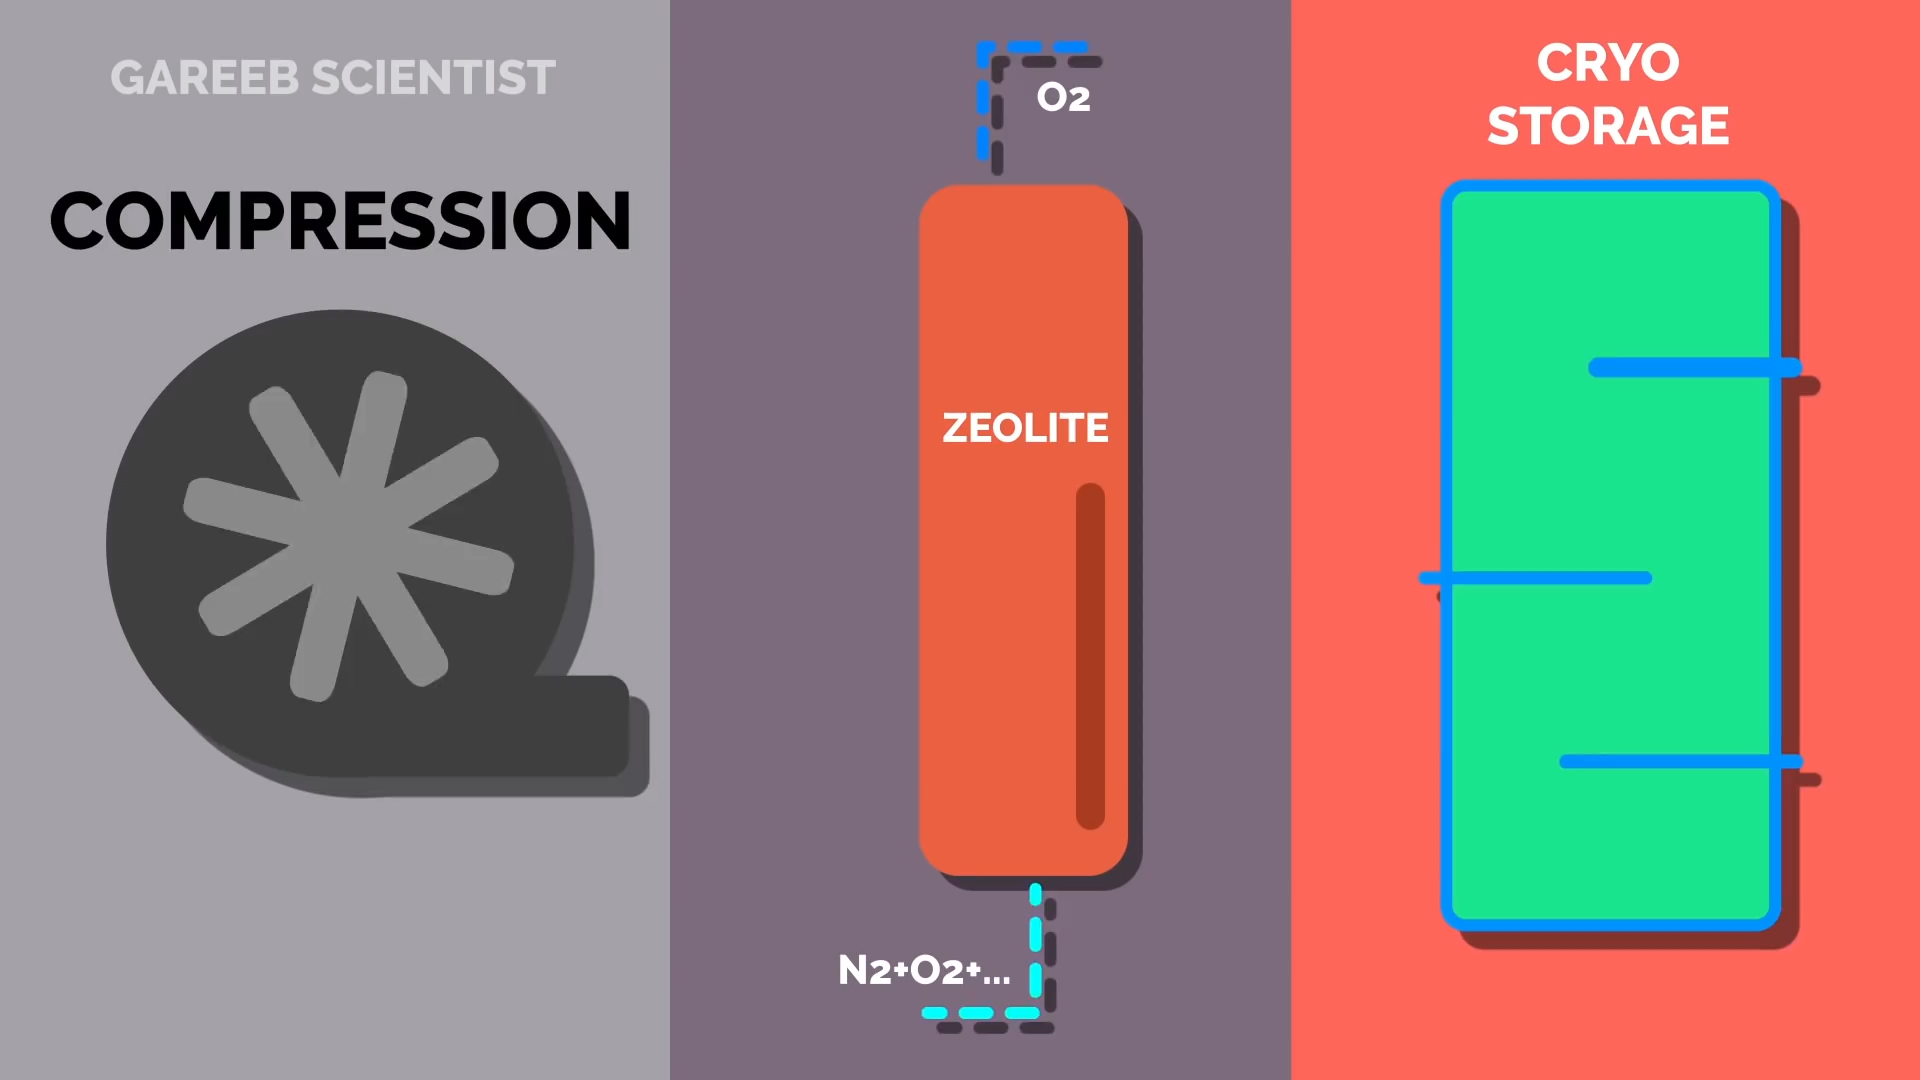 GAREEB SCIENTIST
COMPRESSION
O2
ZEOLITE
N2+O2+...
CRYO
STORAGE